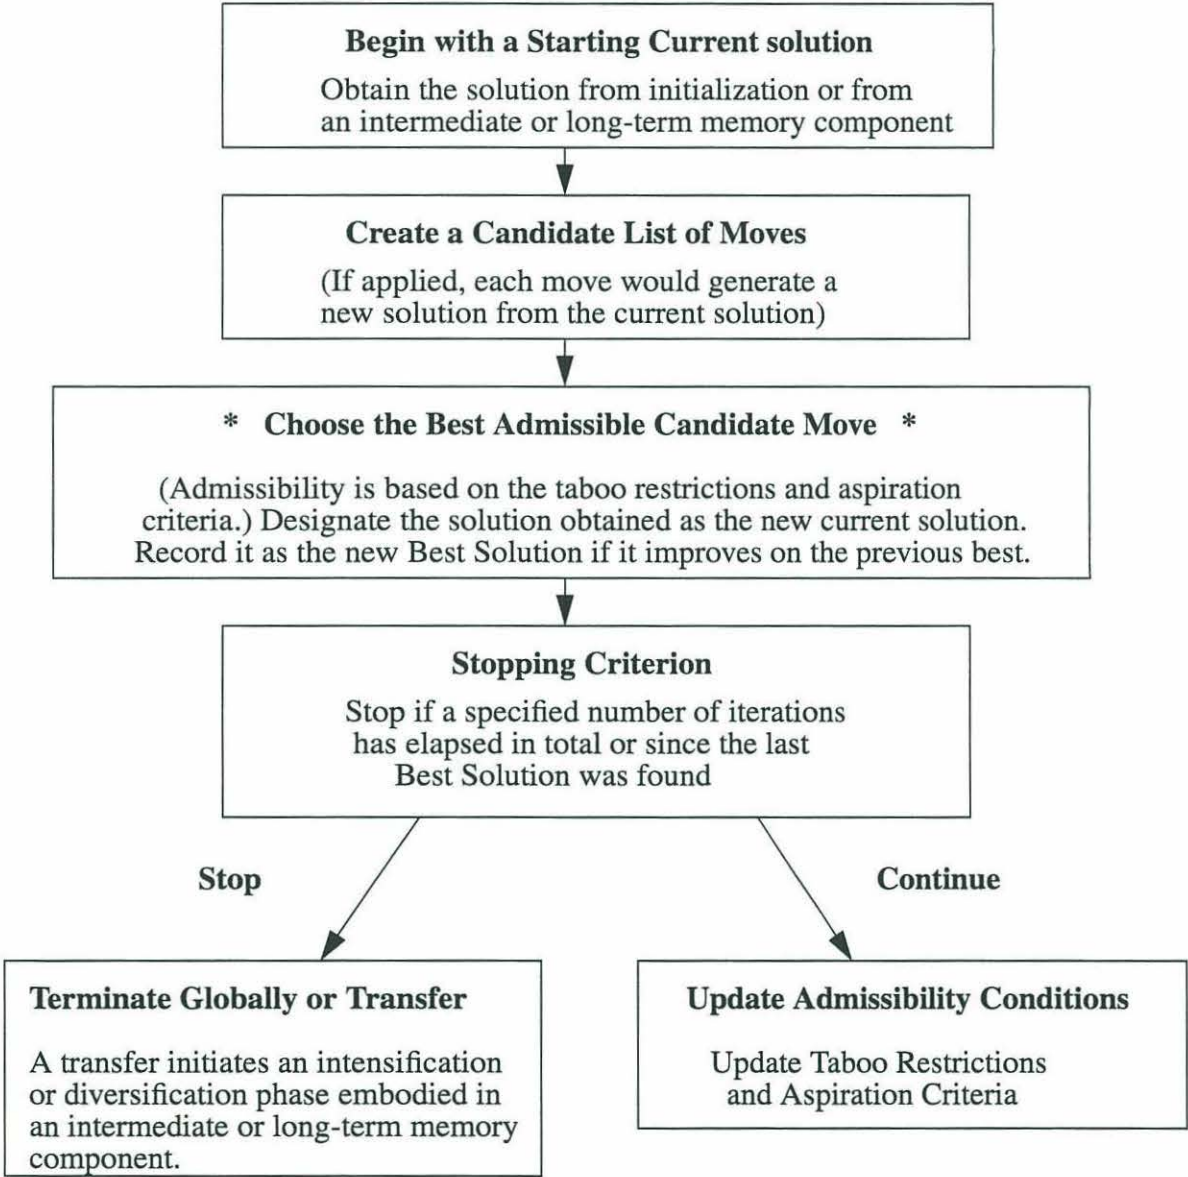 Begin with a Starting Current solution
Obtain the solution from initialization or from
an intermediate or long-term memory component
Create a Candidate List of Moves
(If applied, each move would generate a
new solution from the current solution)
* Choose the Best Admissible Candidate Move *
(Admissibility is based on the taboo restrictions and aspiration
criteria.) Designate the solution obtained as the new current solution.
Record it as the new Best Solution if it improves on the previous best.
Stopping Criterion
Stop if a specified number of iterations
has elapsed in total or since the last
Best Solution was found
Stop
Continue
Terminate Globally or Transfer
A transfer initiates an intensification
or diversification phase embodied in
an intermediate or long-term memory
component.
Update Admissibility Conditions
Update Taboo Restrictions
and Aspiration Criteria